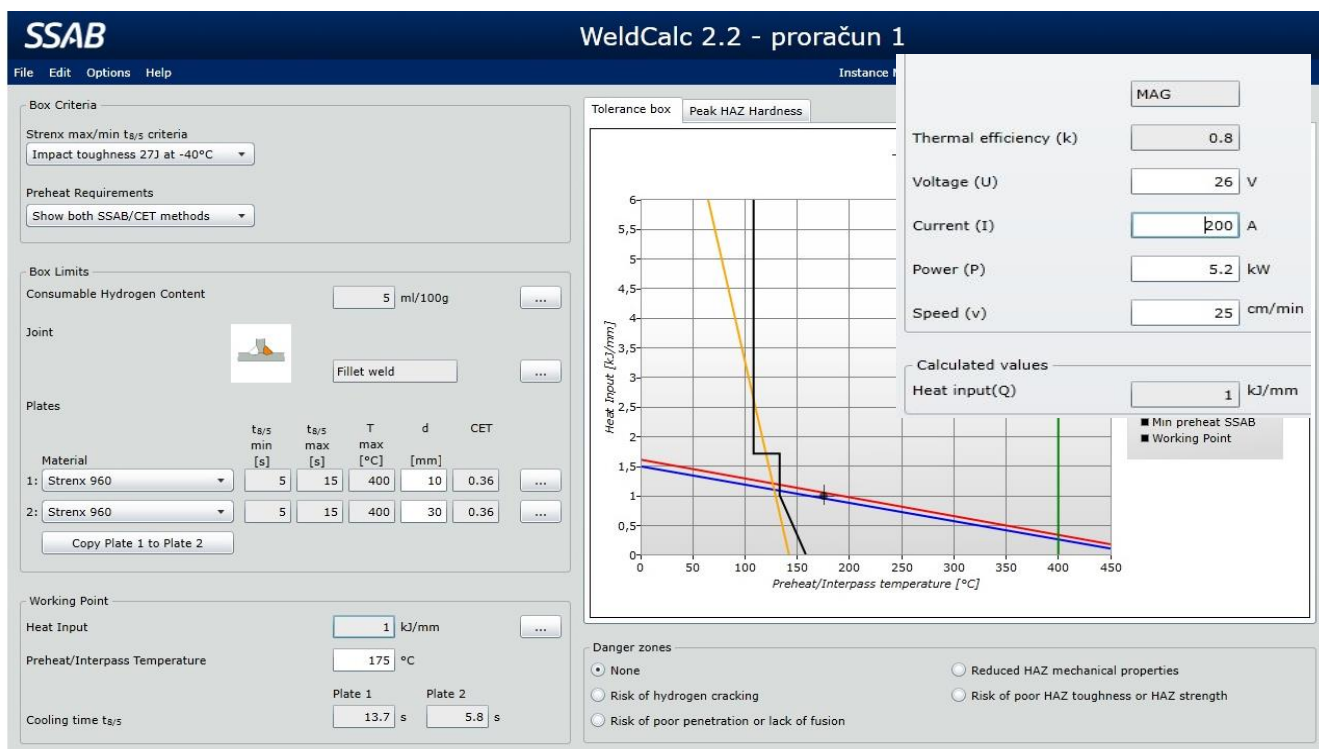 SSAB
WeldCalc 2.2 - proračun 1
File Edit Options Help
Instance
Box Criteria
Strenx max/min t8/5 criteria
Impact toughness 27J at -40°C
Preheat Requirements
Show both SSAB/CET methods
Box Limits
Consumable Hydrogen Content 5 ml/100g ...
Joint
Fillet weld ...
Plates
Material t8/5 min [s] t8/5 max [s] T max [°C] d [mm] CET
1: Strenx 960 5 15 400 10 0.36 ...
2: Strenx 960 5 15 400 30 0.36 ...
Copy Plate 1 to Plate 2
Working Point
Heat Input 1 kJ/mm ...
Preheat/Interpass Temperature 175 °C
Plate 1 Plate 2
Cooling time t8/5 13.7 s 5.8 s
Tolerance box Peak HAZ Hardness
Heat Input [kJ/mm]
6
5,5
5
4,5
4
3,5
3
2,5
2
1,5
1
0,5
0
0 50 100 150 200 250 300 350 400 450
Preheat/Interpass temperature [°C]
Min preheat SSAB
Working Point
MAG
Thermal efficiency (k) 0.8
Voltage (U) 26 V
Current (I) 200 A
Power (P) 5.2 kW
Speed (v) 25 cm/min
Calculated values
Heat input(Q) 1 kJ/mm
Danger zones
None
Risk of hydrogen cracking
Risk of poor penetration or lack of fusion
Reduced HAZ mechanical properties
Risk of poor HAZ toughness or HAZ strength